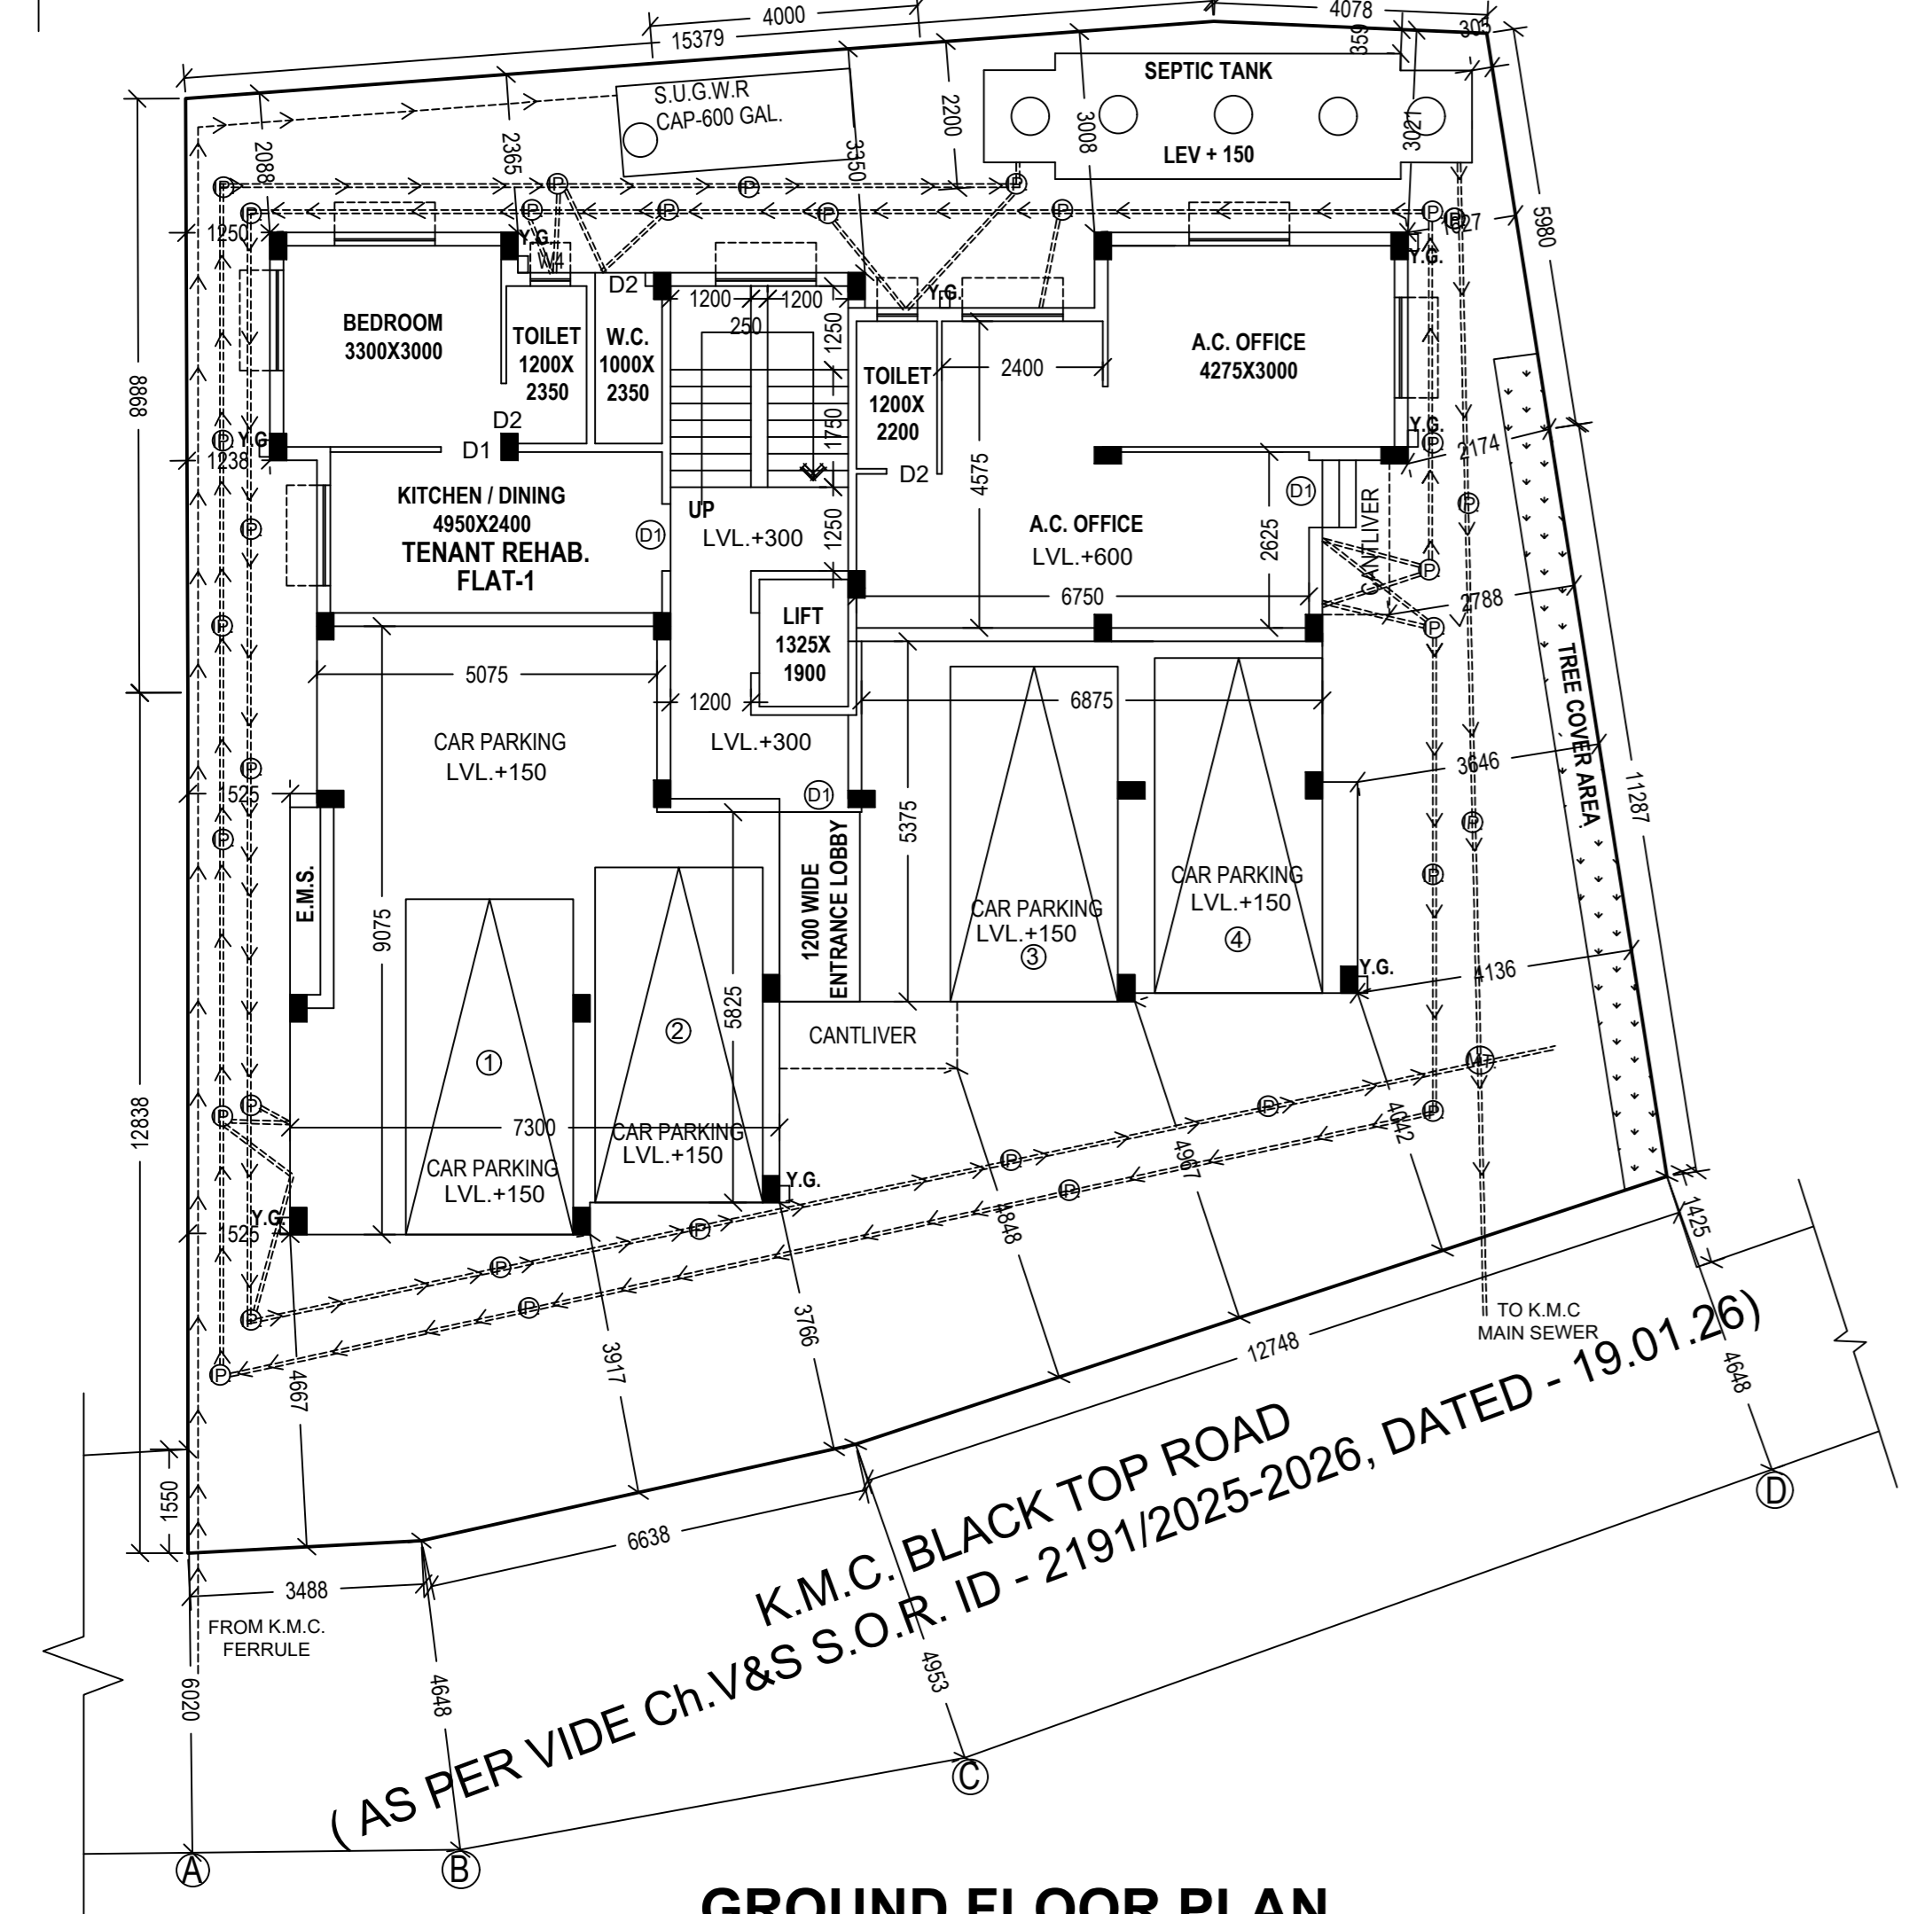 4000
4078
15379
359
305
SEPTIC TANK
S.U.G.W.R
CAP-600 GAL.
2200
3008
3021
LEV + 150
2088
2365
3350
P.
P.
P.
P.
P.
P.
P.
P.
P.
P.
P.
P.
1250
Y.G.
1627
5980
W4
Y.G.
D2
1200
1200
Y.G.
250
1250
BEDROOM
3300X3000
TOILET
1200X
2350
W.C.
1000X
2350
A.C. OFFICE
4275X3000
2400
TOILET
1200X
2200
8988
D2
D1
1750
Y.G.
P.
Y.G.
P.
2174
1238
4575
D2
KITCHEN / DINING
4950X2400
TENANT REHAB.
FLAT-1
D1
UP
LVL.+300
1250
A.C. OFFICE
LVL.+600
2625
D1
CANTLIVER
P.
P.
P.
6750
2788
LIFT
1325X
1900
P.
P.
5075
1200
6875
TREE COVER AREA
CAR PARKING
LVL.+150
LVL.+300
3646
11287
P.
1525
D1
5375
P.
P.
E.M.S.
9075
1200 WIDE
ENTRANCE LOBBY
CAR PARKING
LVL.+150
4
P.
CAR PARKING
LVL.+150
3
Y.G.
4136
5825
2
1
CANTLIVER
M.T.
P.
P.
P.
P.
12838
7300
CAR PARKING
LVL.+150
CAR PARKING
LVL.+150
4042
4967
P.
P.
Y.G.
Y.G.
1525
P.
4848
1425
P.
P.
P.
P.
3766
3917
4667
TO K.M.C
MAIN SEWER
12748
4648
1550
6638
3488
K.M.C. BLACK TOP ROAD
( AS PER VIDE Ch.V&S S.O.R. ID - 2191/2025-2026, DATED - 19.01.26)
FROM K.M.C.
FERRULE
6020
4648
4953
D
C
A
B
GROUND FLOOR PLAN